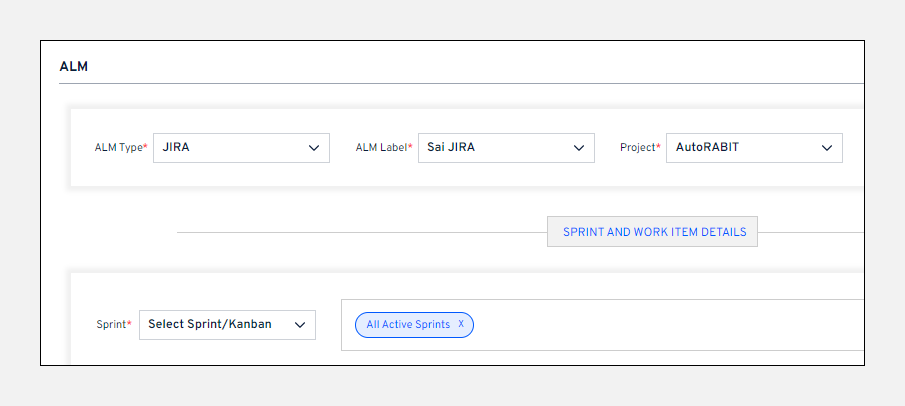 ALM
ALM Type* JIRA ALM Label* Sai JIRA Project* AutoRABIT
SPRINT AND WORK ITEM DETAILS
Sprint* Select Sprint/Kanban All Active Sprints X